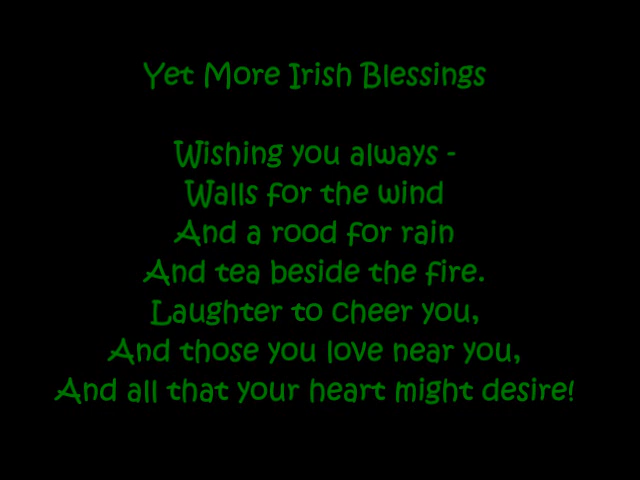 Yet More Irish Blessings
Wishing you always -
Walls for the wind
And a rood for rain
And tea beside the fire.
Laughter to cheer you,
And those you love near you,
And all that your heart might desire!